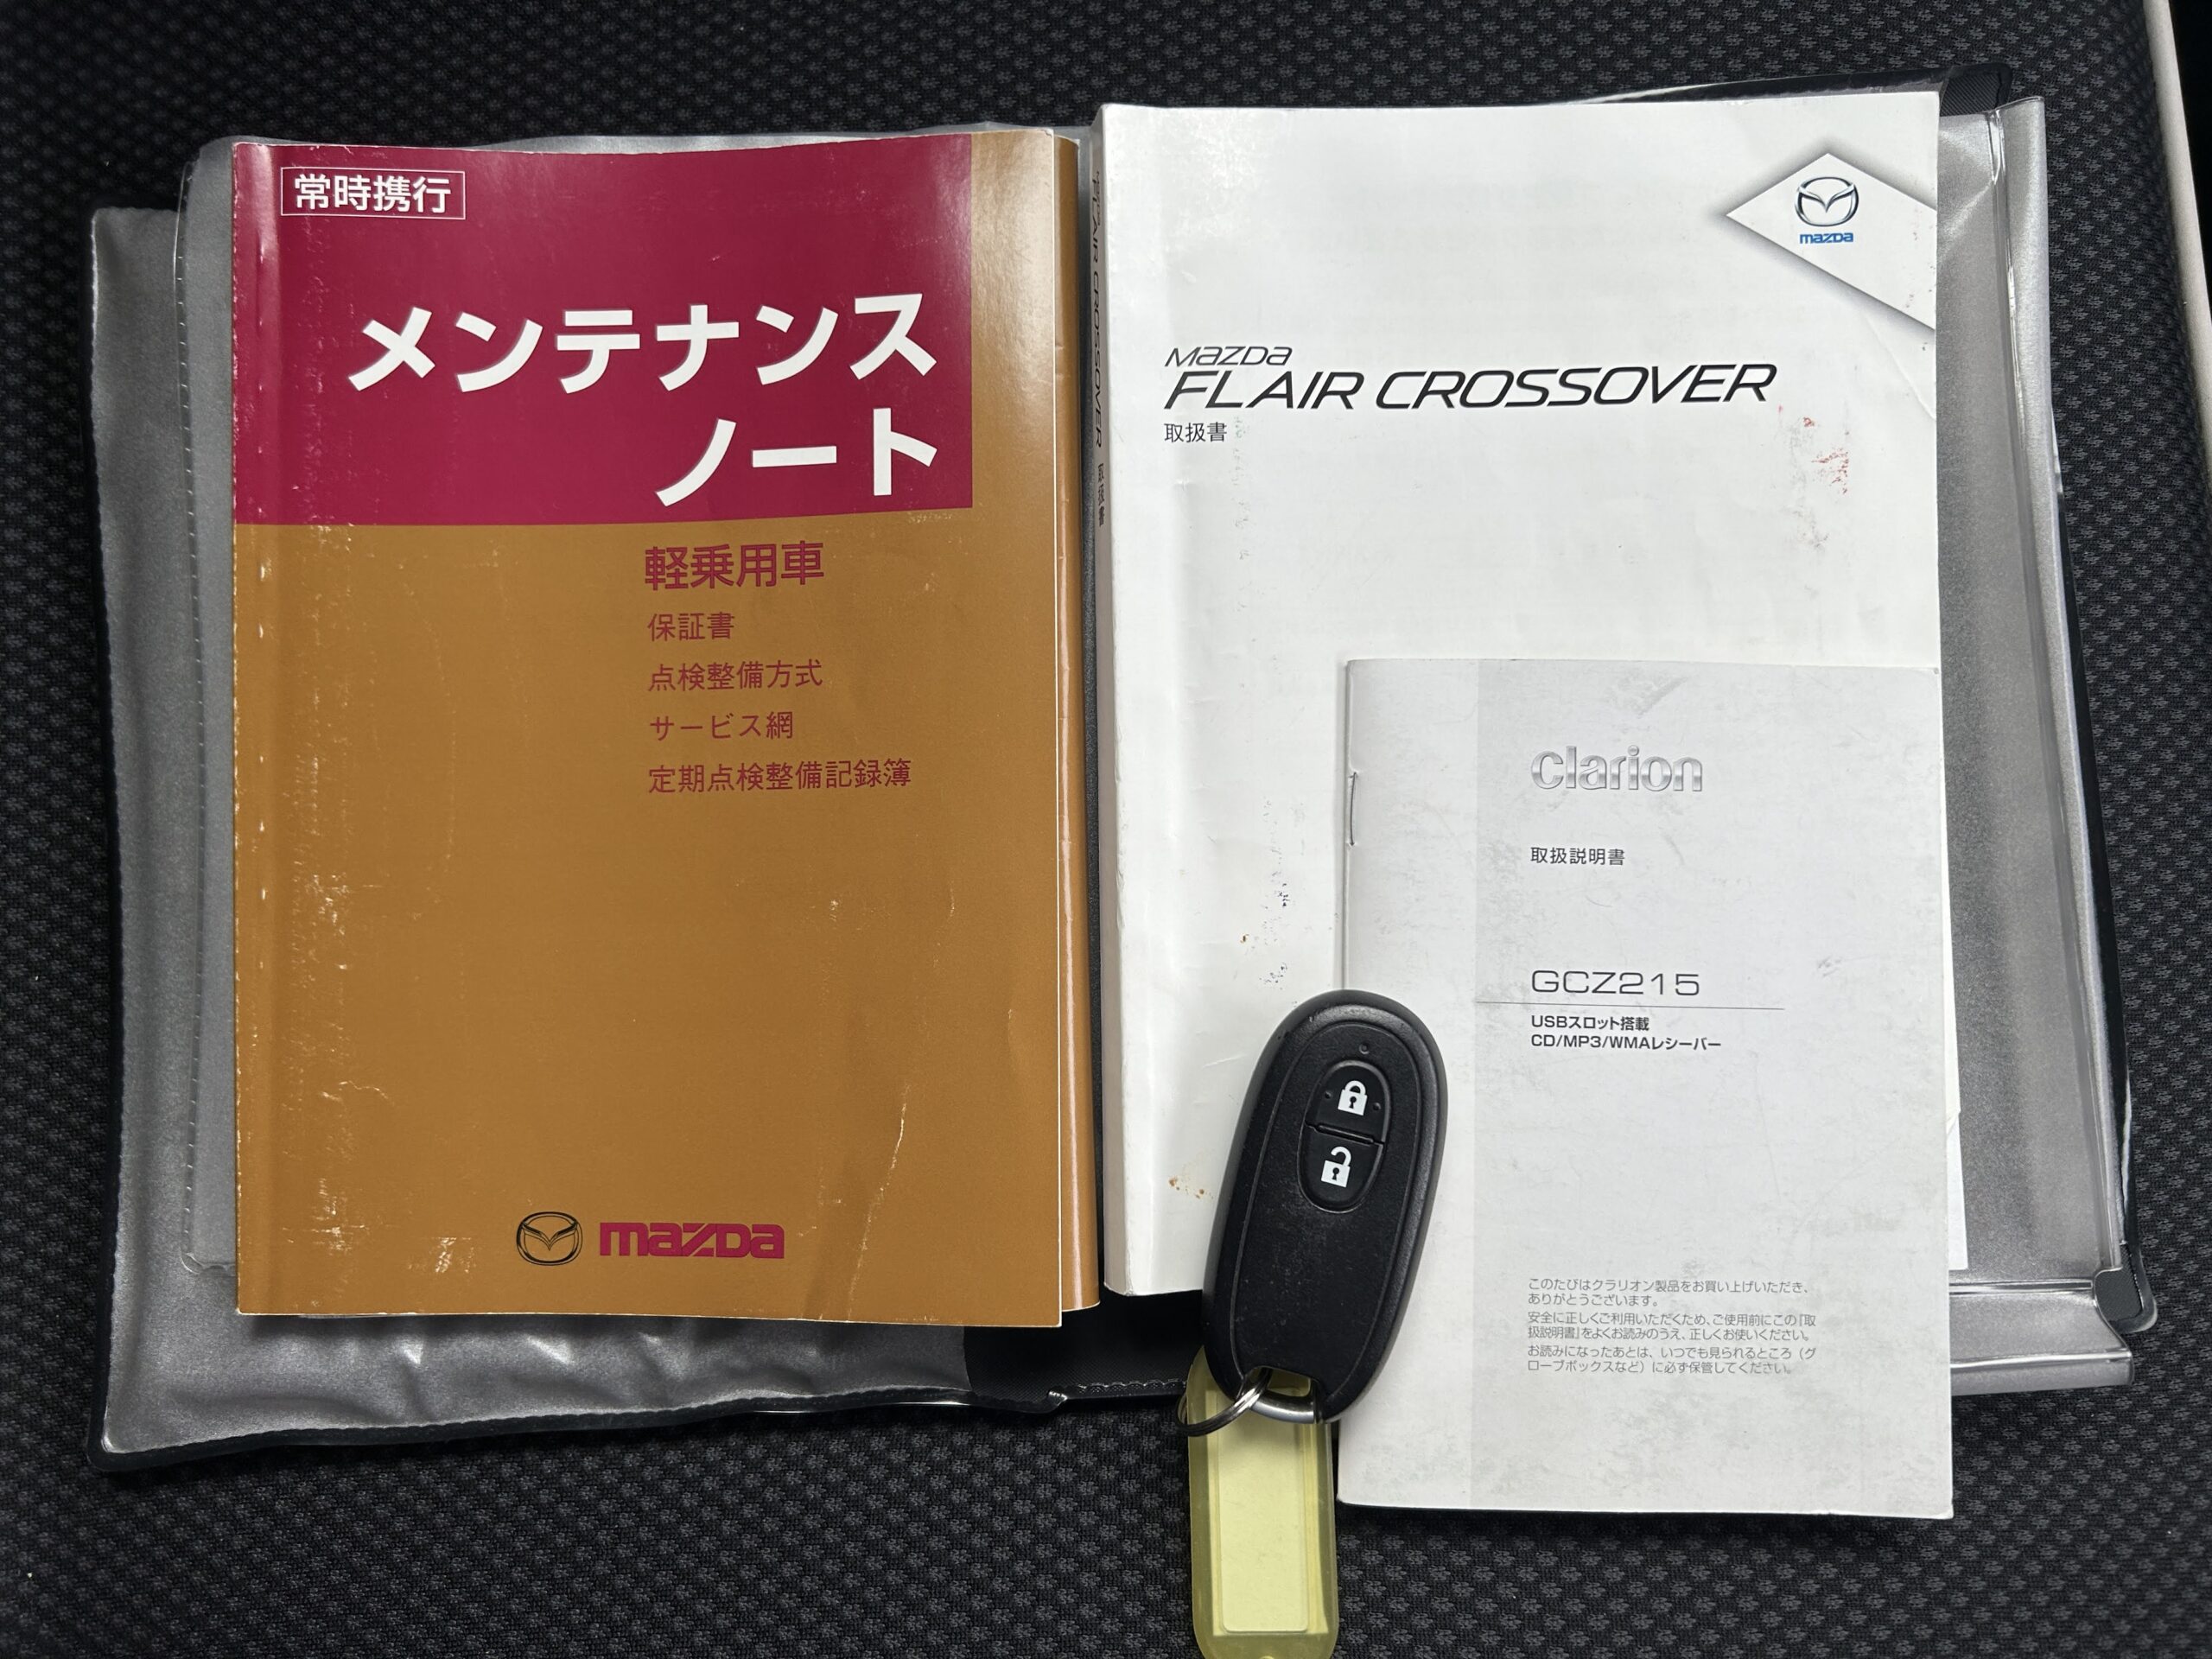 常時携行
メンテナンス
ノート
軽乗用車
保証書
点検整備方式
サービス網
定期点検整備記録簿
mazda
FLAIR CROSSOVER 取扱書
mazda
mazda
FLAIR CROSSOVER
取扱書
clarion
取扱説明書
GCZ215
USBスロット搭載
CD/MP3/WMAレシーバー
このたびはクラリオン製品をお買い上げいただき、
ありがとうございます。
安全に正しくご利用いただくため、ご使用前にこの『取
扱説明書』をよくお読みのうえ、正しくお使いください。
お読みになったあとは、いつでも見られるところ（グ
ローブボックスなど）に必ず保管してください。